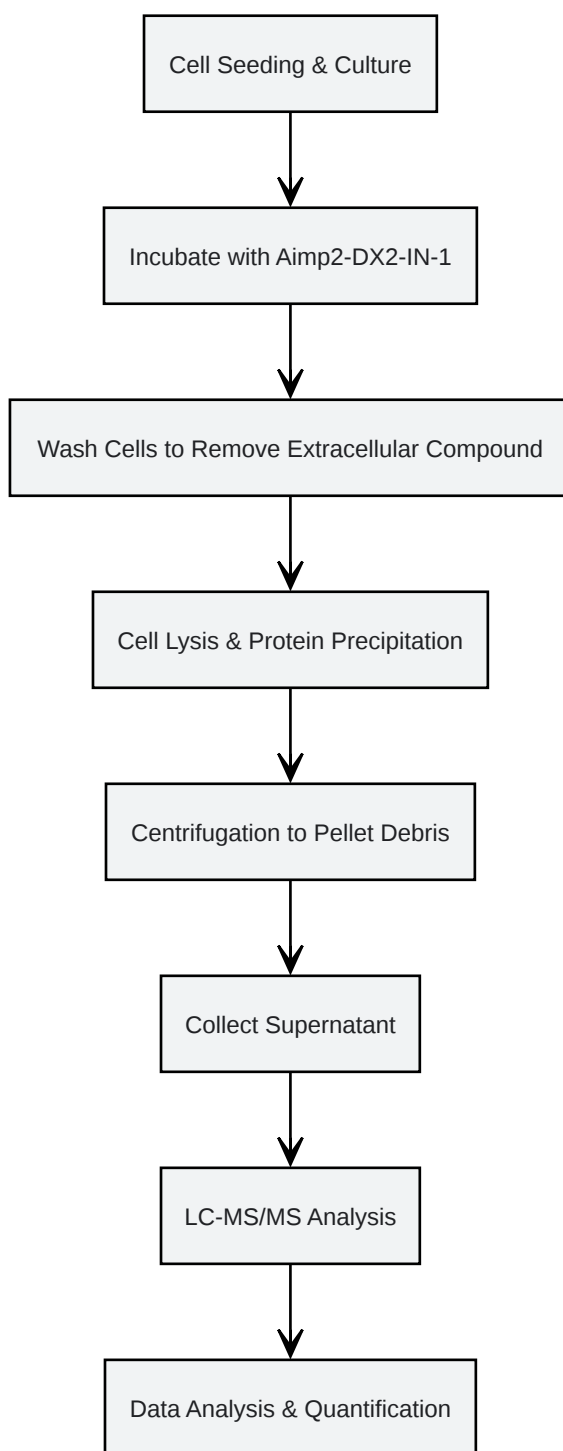 Cell Seeding & Culture
Incubate with Aimp2-DX2-IN-1
Wash Cells to Remove Extracellular Compound
Cell Lysis & Protein Precipitation
Centrifugation to Pellet Debris
Collect Supernatant
LC-MS/MS Analysis
Data Analysis & Quantification